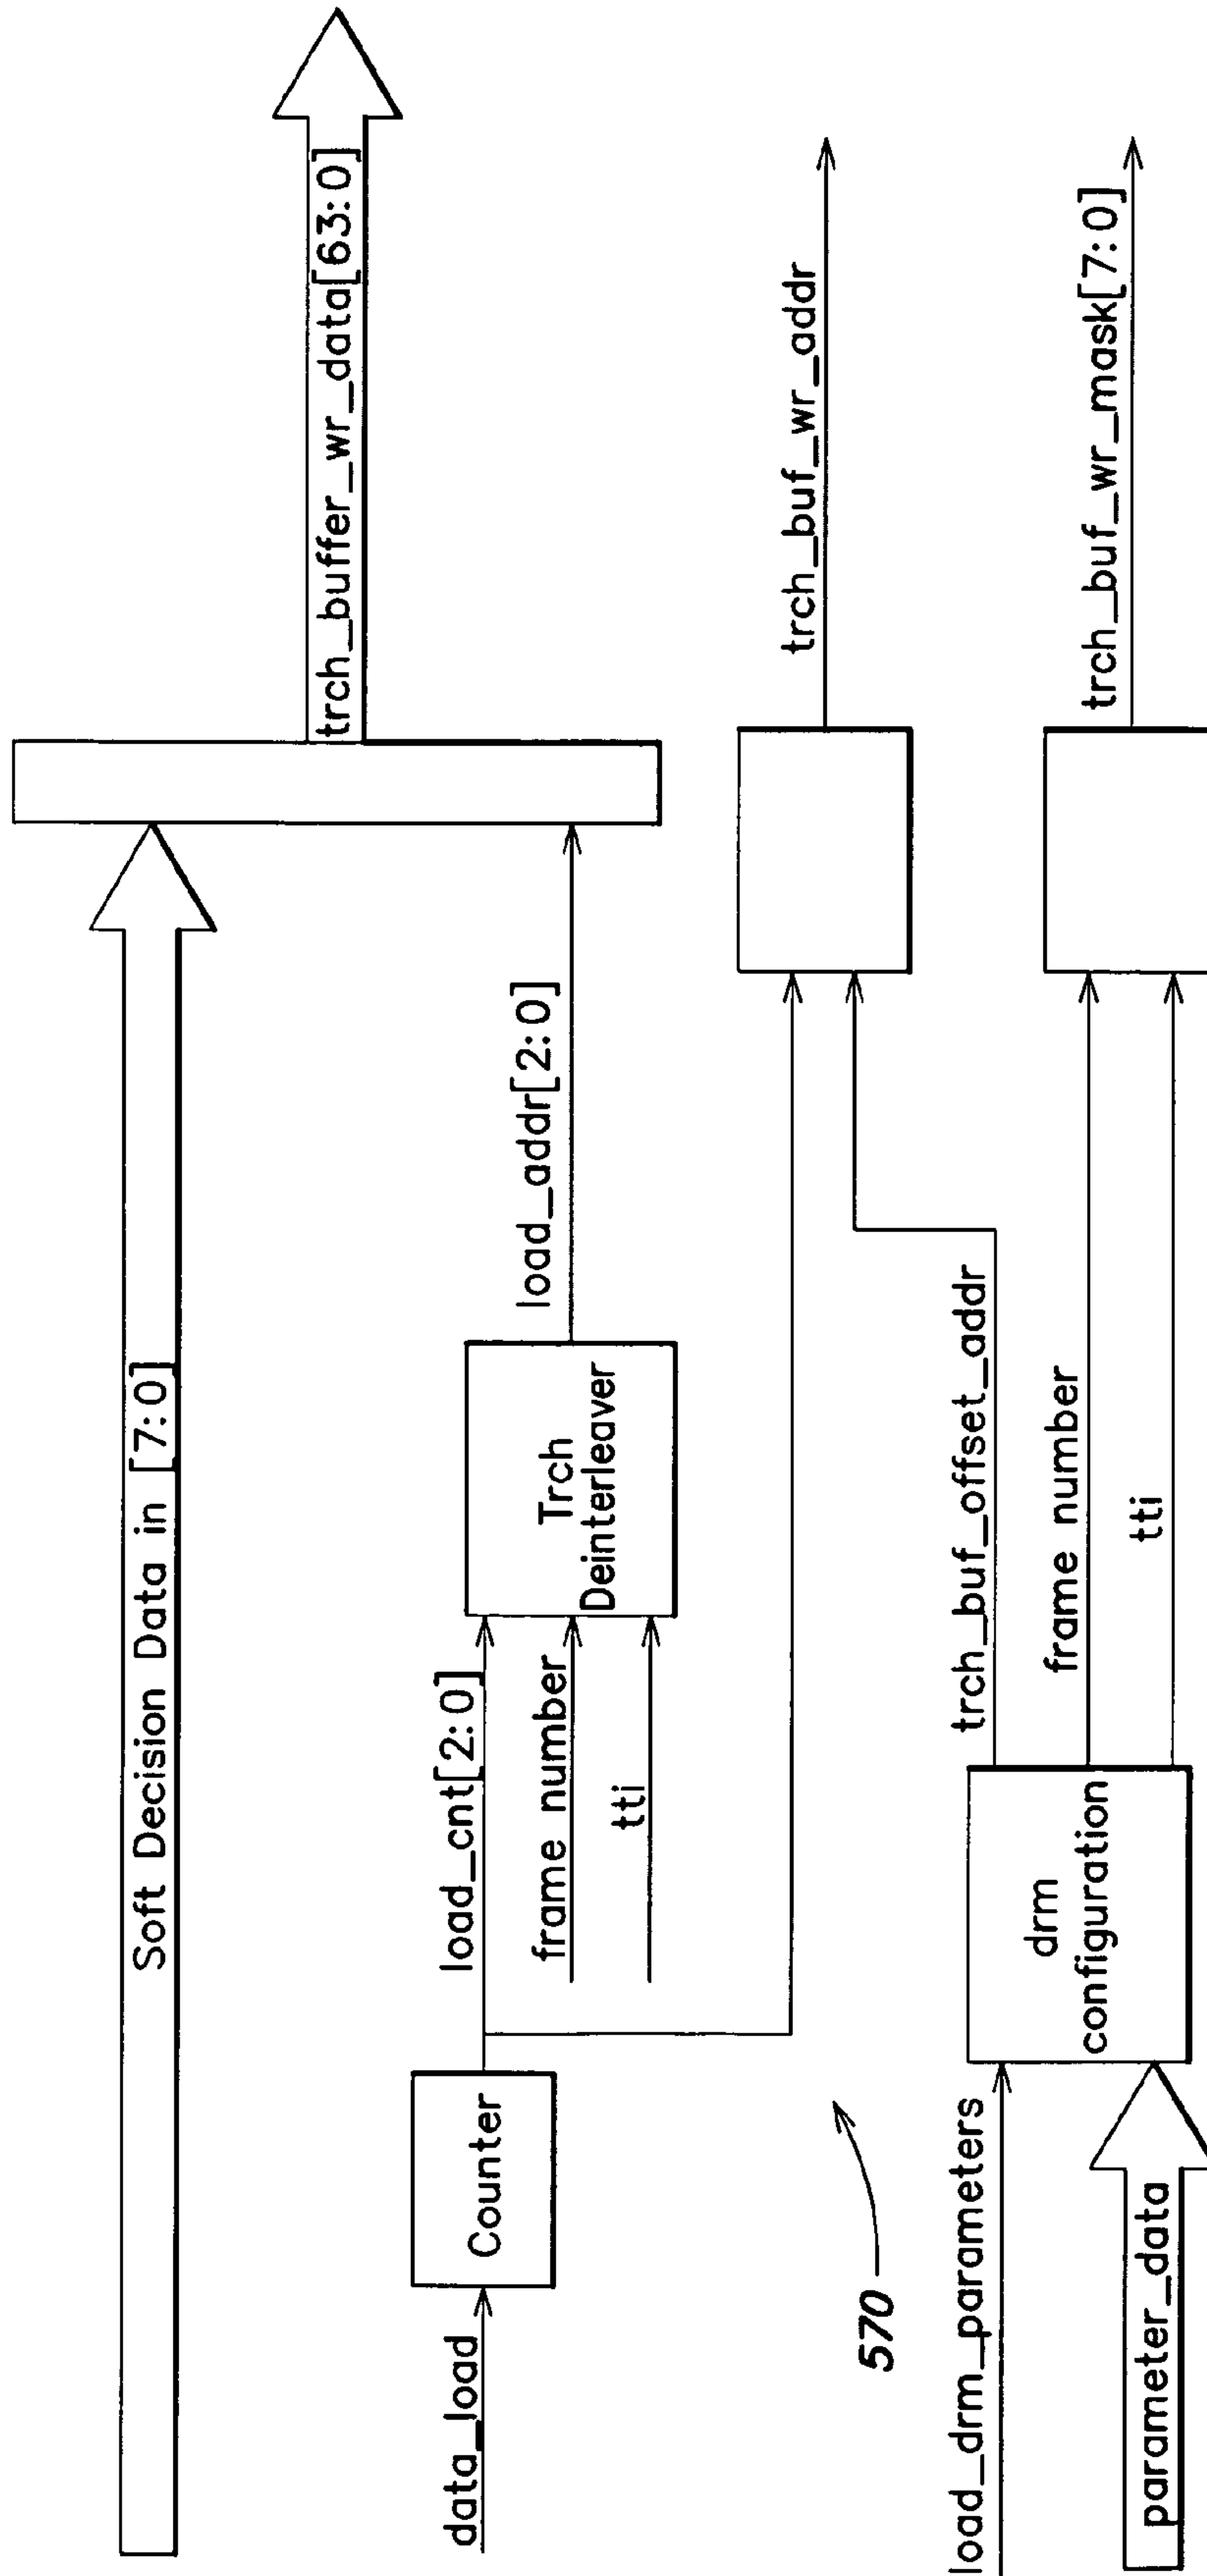 Soft Decision Data in [7:0]
trch_buffer_wr_data[63:0]
data_load
Counter
load_cnt[2:0]
frame number
tti
Trch
Deinterleaver
load_addr[2:0]
trch_buf_wr_addr
570
load_drm_parameters
parameter_data
drm
configuration
trch_buf_offset_addr
frame number
tti
trch_buf_wr_mask[7:0]